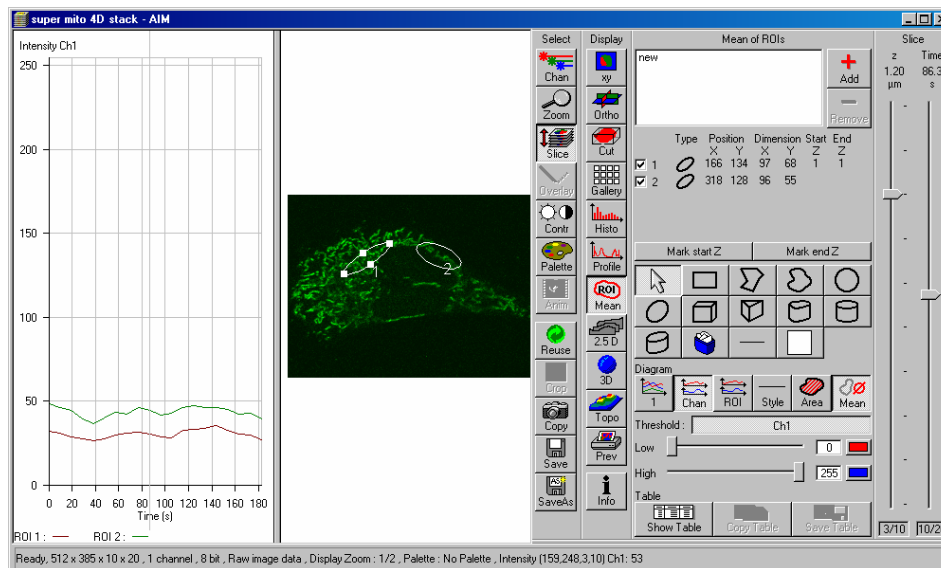 super mito 4D stack - AIM
Intensity Ch1
250
200
150
100
50
0
0 20 40 60 80 100 120 140 160 180
Time (s)
ROI 1 : ROI 2 :
1
2
Select
Chan
Zoom
Slice
Overlay
Contr
Palette
Anim
Reuse
Crop
Copy
Save
AS
SaveAs
Display
xy
Ortho
Cut
Gallery
Histo
Profile
ROI
Mean
2.5 D
3D
Topo
Prev
Info
Mean of ROIs
new
Add
Remove
Type Position Dimension Start End
X Y X Y Z Z
1 166 134 97 68 1 1
2 318 128 96 55
Mark start Z Mark end Z
Diagram
1 Chan ROI Style Area Mean
Threshold : Ch1
Low 0
High 255
Table
Show Table Copy Table Save Table
Slice
z Time
1.20 86.3
µm s
3/10 10/2
Ready, 512 x 385 x 10 x 20 , 1 channel , 8 bit , Raw image data , Display Zoom : 1/2 , Palette : No Palette , Intensity (159,248,3,10) Ch1: 53